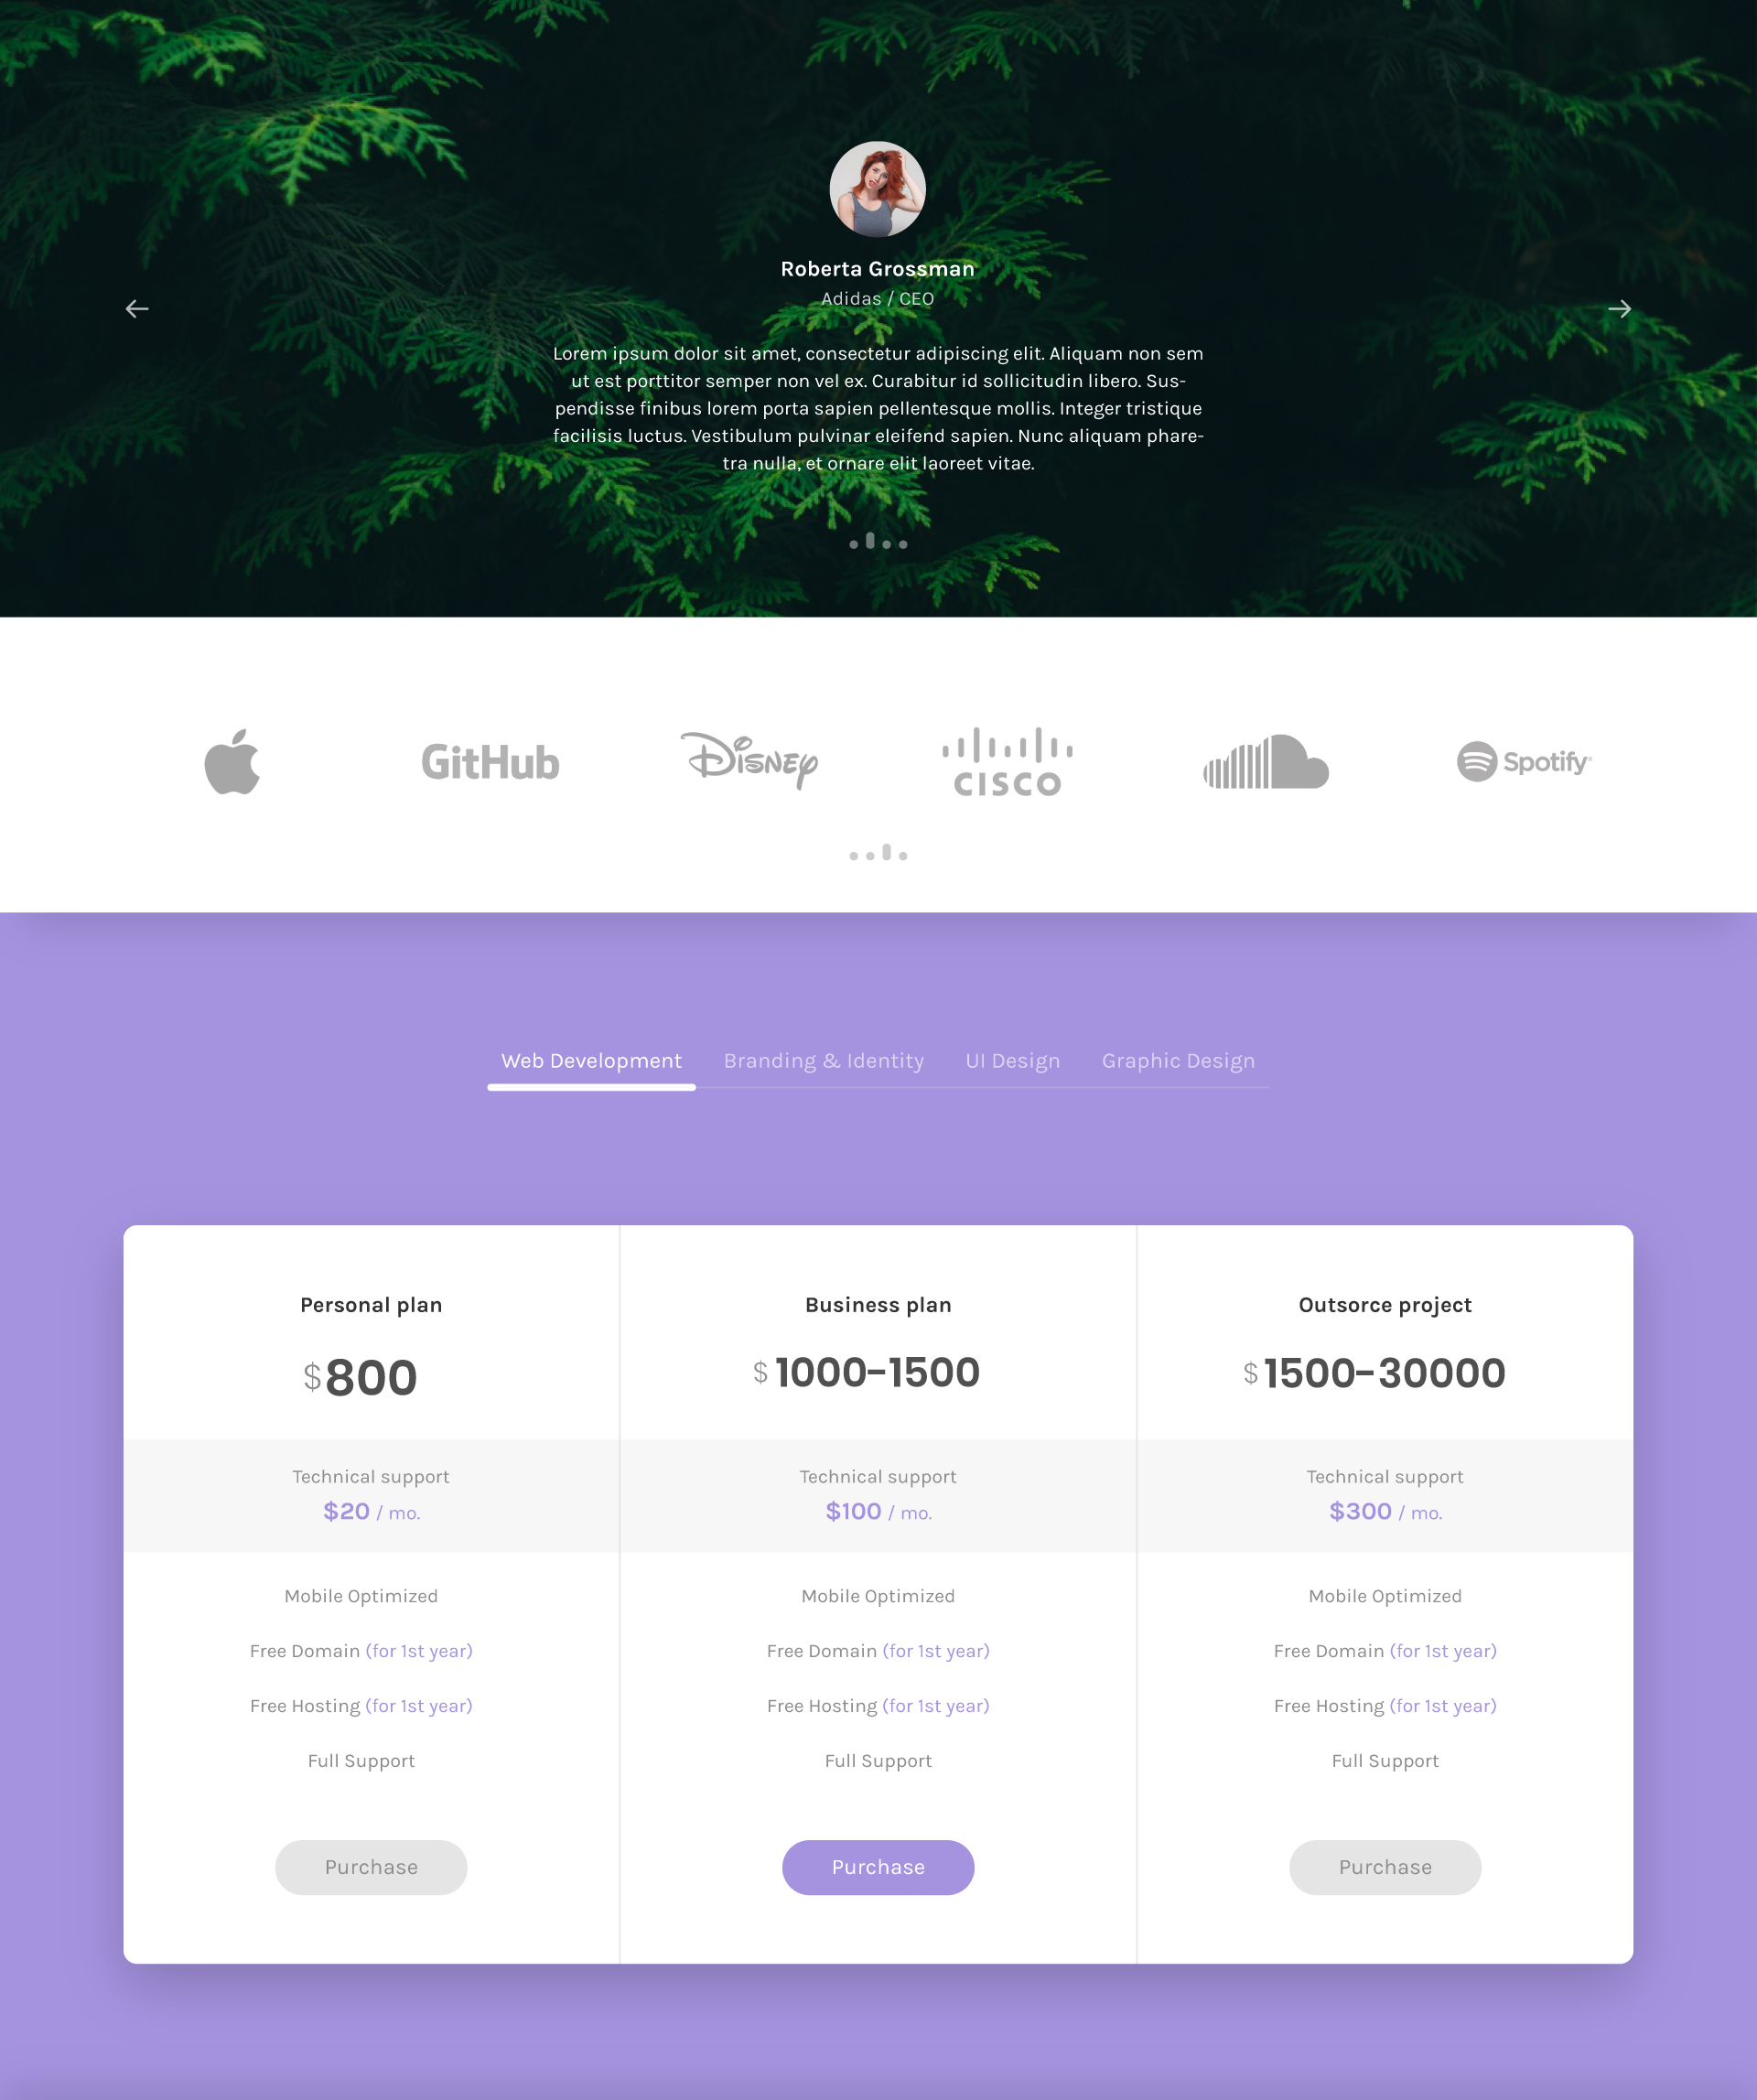 Roberta Grossman
Adidas / CEO
Lorem ipsum dolor sit amet, consectetur adipiscing elit. Aliquam non sem
ut est porttitor semper non vel ex. Curabitur id sollicitudin libero. Sus-
pendisse finibus lorem porta sapien pellentesque mollis. Integer tristique
facilisis luctus. Vestibulum pulvinar eleifend sapien. Nunc aliquam phare-
tra nulla, et ornare elit laoreet vitae.
GitHub
Disney
CISCO
Spotify
Web Development
Branding & Identity
UI Design
Graphic Design
Personal plan
$800
Technical support
$20 / mo.
Mobile Optimized
Free Domain (for 1st year)
Free Hosting (for 1st year)
Full Support
Purchase
Business plan
$ 1000-1500
Technical support
$100 / mo.
Mobile Optimized
Free Domain (for 1st year)
Free Hosting (for 1st year)
Full Support
Purchase
Outsorce project
$ 1500-30000
Technical support
$300 / mo.
Mobile Optimized
Free Domain (for 1st year)
Free Hosting (for 1st year)
Full Support
Purchase